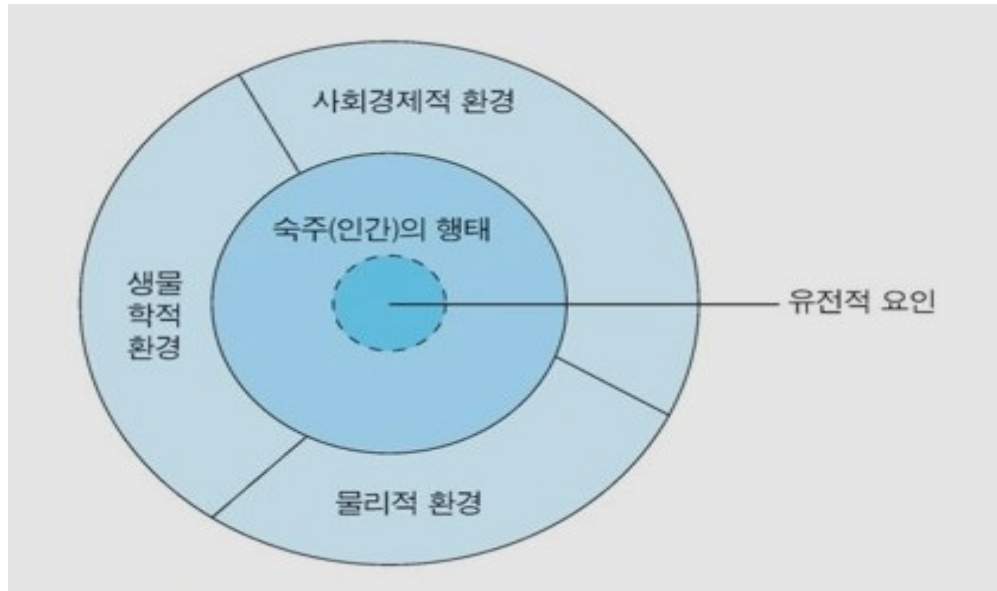 사회경제적 환경
숙주(인간)의 행태
생물
학적
환경
유전적 요인
물리적 환경